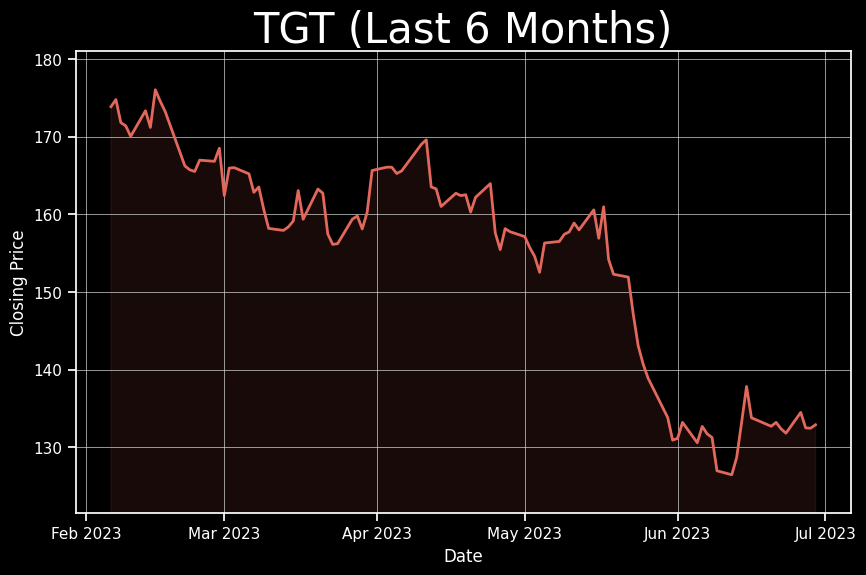 TGT (Last 6 Months)
180
170
160
150
140
130
Closing Price
Feb 2023
Mar 2023
Apr 2023
May 2023
Jun 2023
Jul 2023
Date